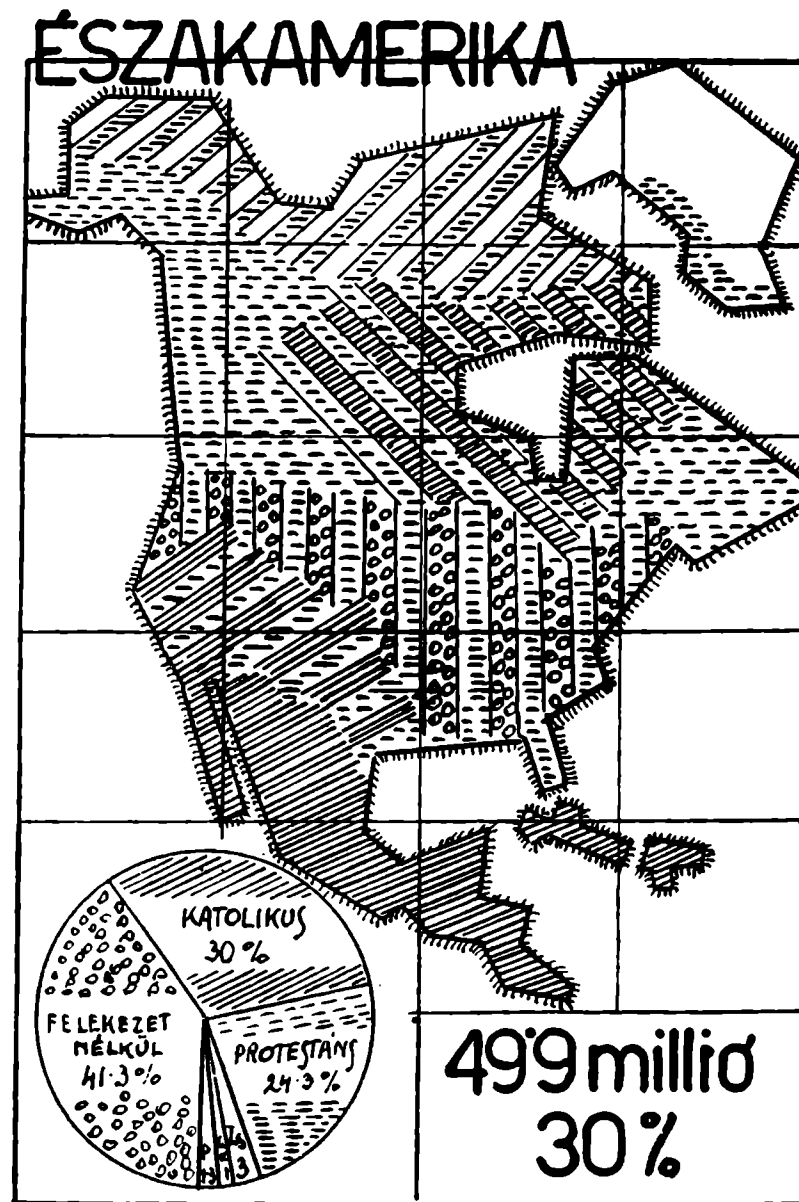 ÉSZAKAMERIKA
KATOLIKUS
30 %
FELEKEZET
NÉLKÜL
41·3 %
PROTESTÁNS
24·3 %
49·9 millió
30 %